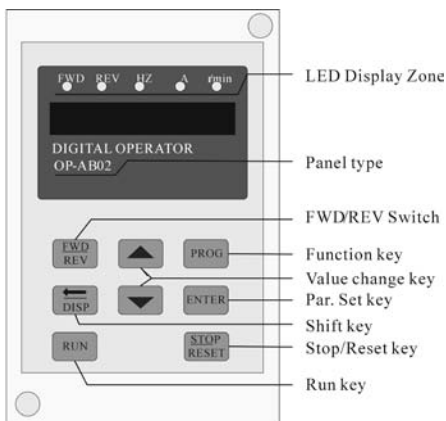 FWD REV HZ A r/min
LED Display Zone
DIGITAL OPERATOR
OP-AB02
Panel type
FWD/REV Switch
FWD
REV
PROG
Function key
Value change key
DISP
ENTER
Par. Set key
Shift key
RUN
STOP
RESET
Stop/Reset key
Run key